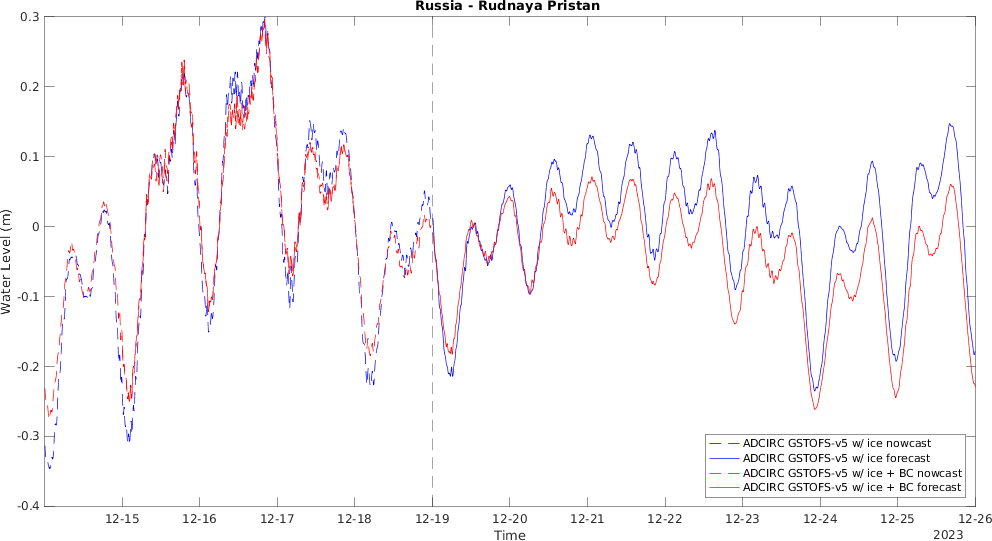 Russia - Rudnaya Pristan
0.3
0.2
0.1
0
-0.1
-0.2
-0.3
-0.4
Water Level (m)
ADCIRC GSTOFS-v5 w/ ice nowcast
ADCIRC GSTOFS-v5 w/ ice forecast
ADCIRC GSTOFS-v5 w/ ice + BC nowcast
ADCIRC GSTOFS-v5 w/ ice + BC forecast
12-15 12-16 12-17 12-18 12-19 12-20 12-21 12-22 12-23 12-24 12-25 12-26
Time
2023